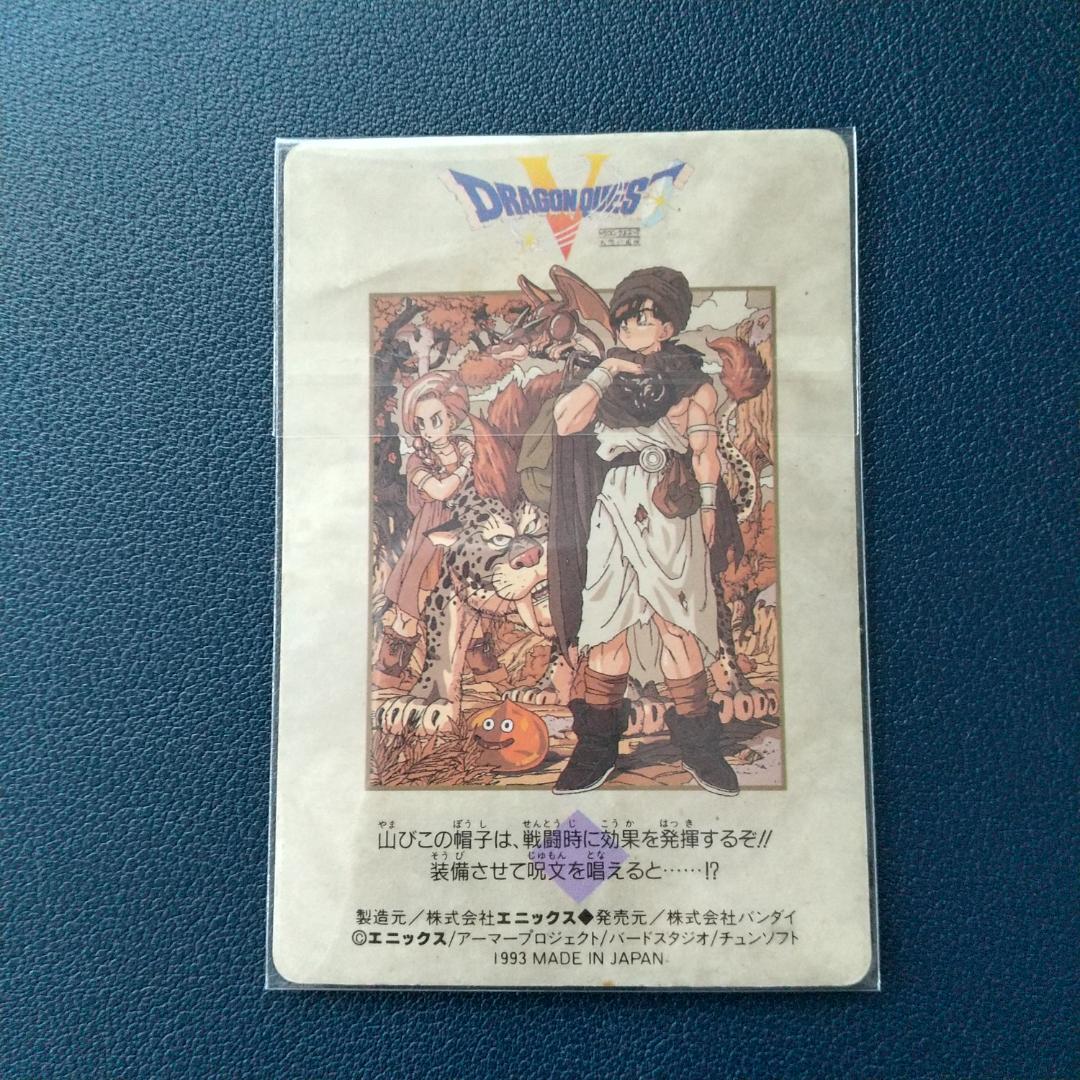 DRAGON QUEST
V
山びこの帽子は、戦闘時に効果を発揮するぞ!!
装備させて呪文を唱えると……!?
製造元/株式会社エニックス◆発売元/株式会社バンダイ
©エニックス/アーマープロジェクト/バードスタジオ/チュンソフト
1993 MADE IN JAPAN